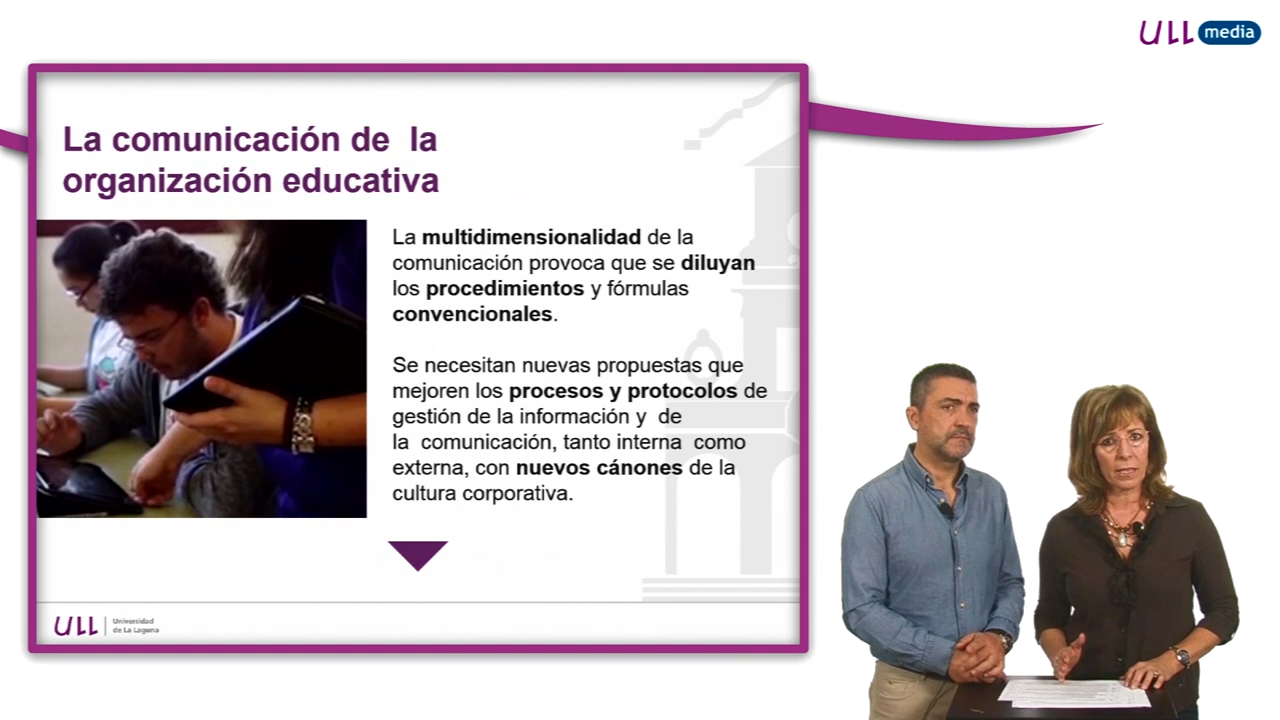 ULL media
La comunicación de la
organización educativa
La multidimensionalidad de la
comunicación provoca que se diluyan
los procedimientos y fórmulas
convencionales.
Se necesitan nuevas propuestas que
mejoren los procesos y protocolos de
gestión de la información y de
la comunicación, tanto interna como
externa, con nuevos cánones de la
cultura corporativa.
ULL
Universidad
de La Laguna